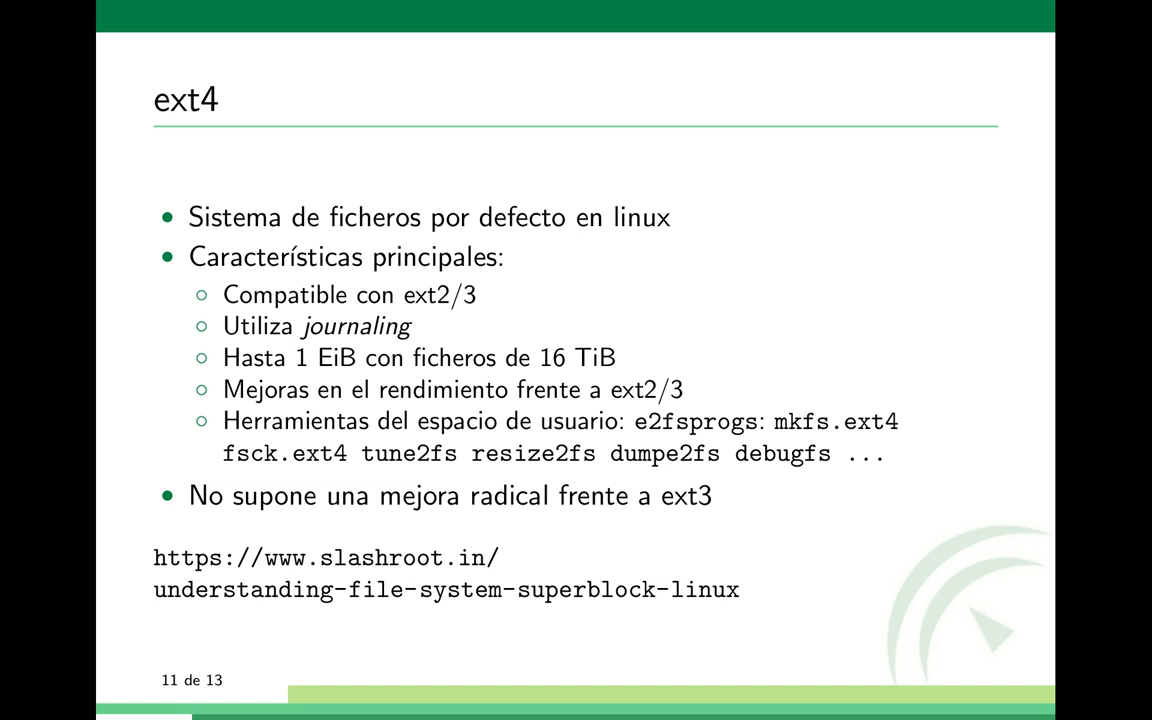 ext4
• Sistema de ficheros por defecto en linux
• Características principales:
○ Compatible con ext2/3
○ Utiliza journaling
○ Hasta 1 EiB con ficheros de 16 TiB
○ Mejoras en el rendimiento frente a ext2/3
○ Herramientas del espacio de usuario: e2fsprogs: mkfs.ext4
fsck.ext4 tune2fs resize2fs dumpe2fs debugfs ...
• No supone una mejora radical frente a ext3
https://www.slashroot.in/
understanding-file-system-superblock-linux
11 de 13